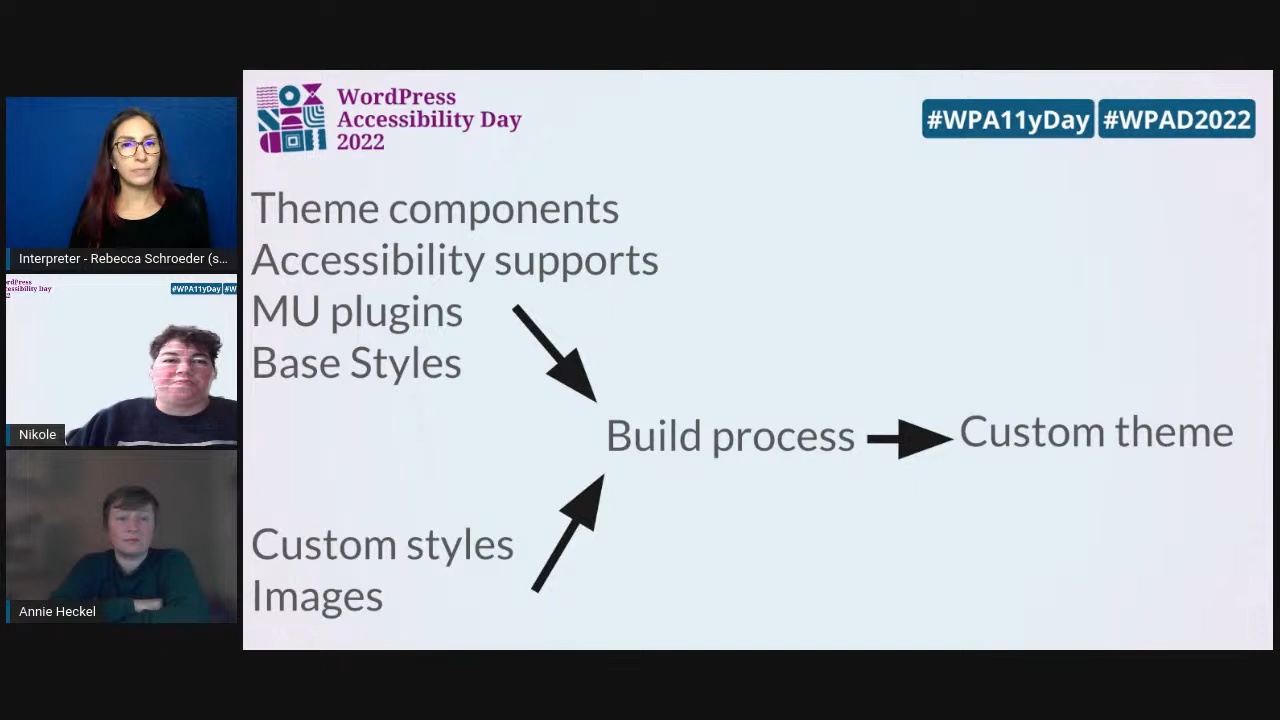 WordPress
Accessibility Day
2022
#WPA11yDay #WPAD2022
Interpreter - Rebecca Schroeder (s...
#WPA11yDay #W
Nikole
Annie Heckel
Theme components
Accessibility supports
MU plugins
Base Styles
Build process
Custom theme
Custom styles
Images